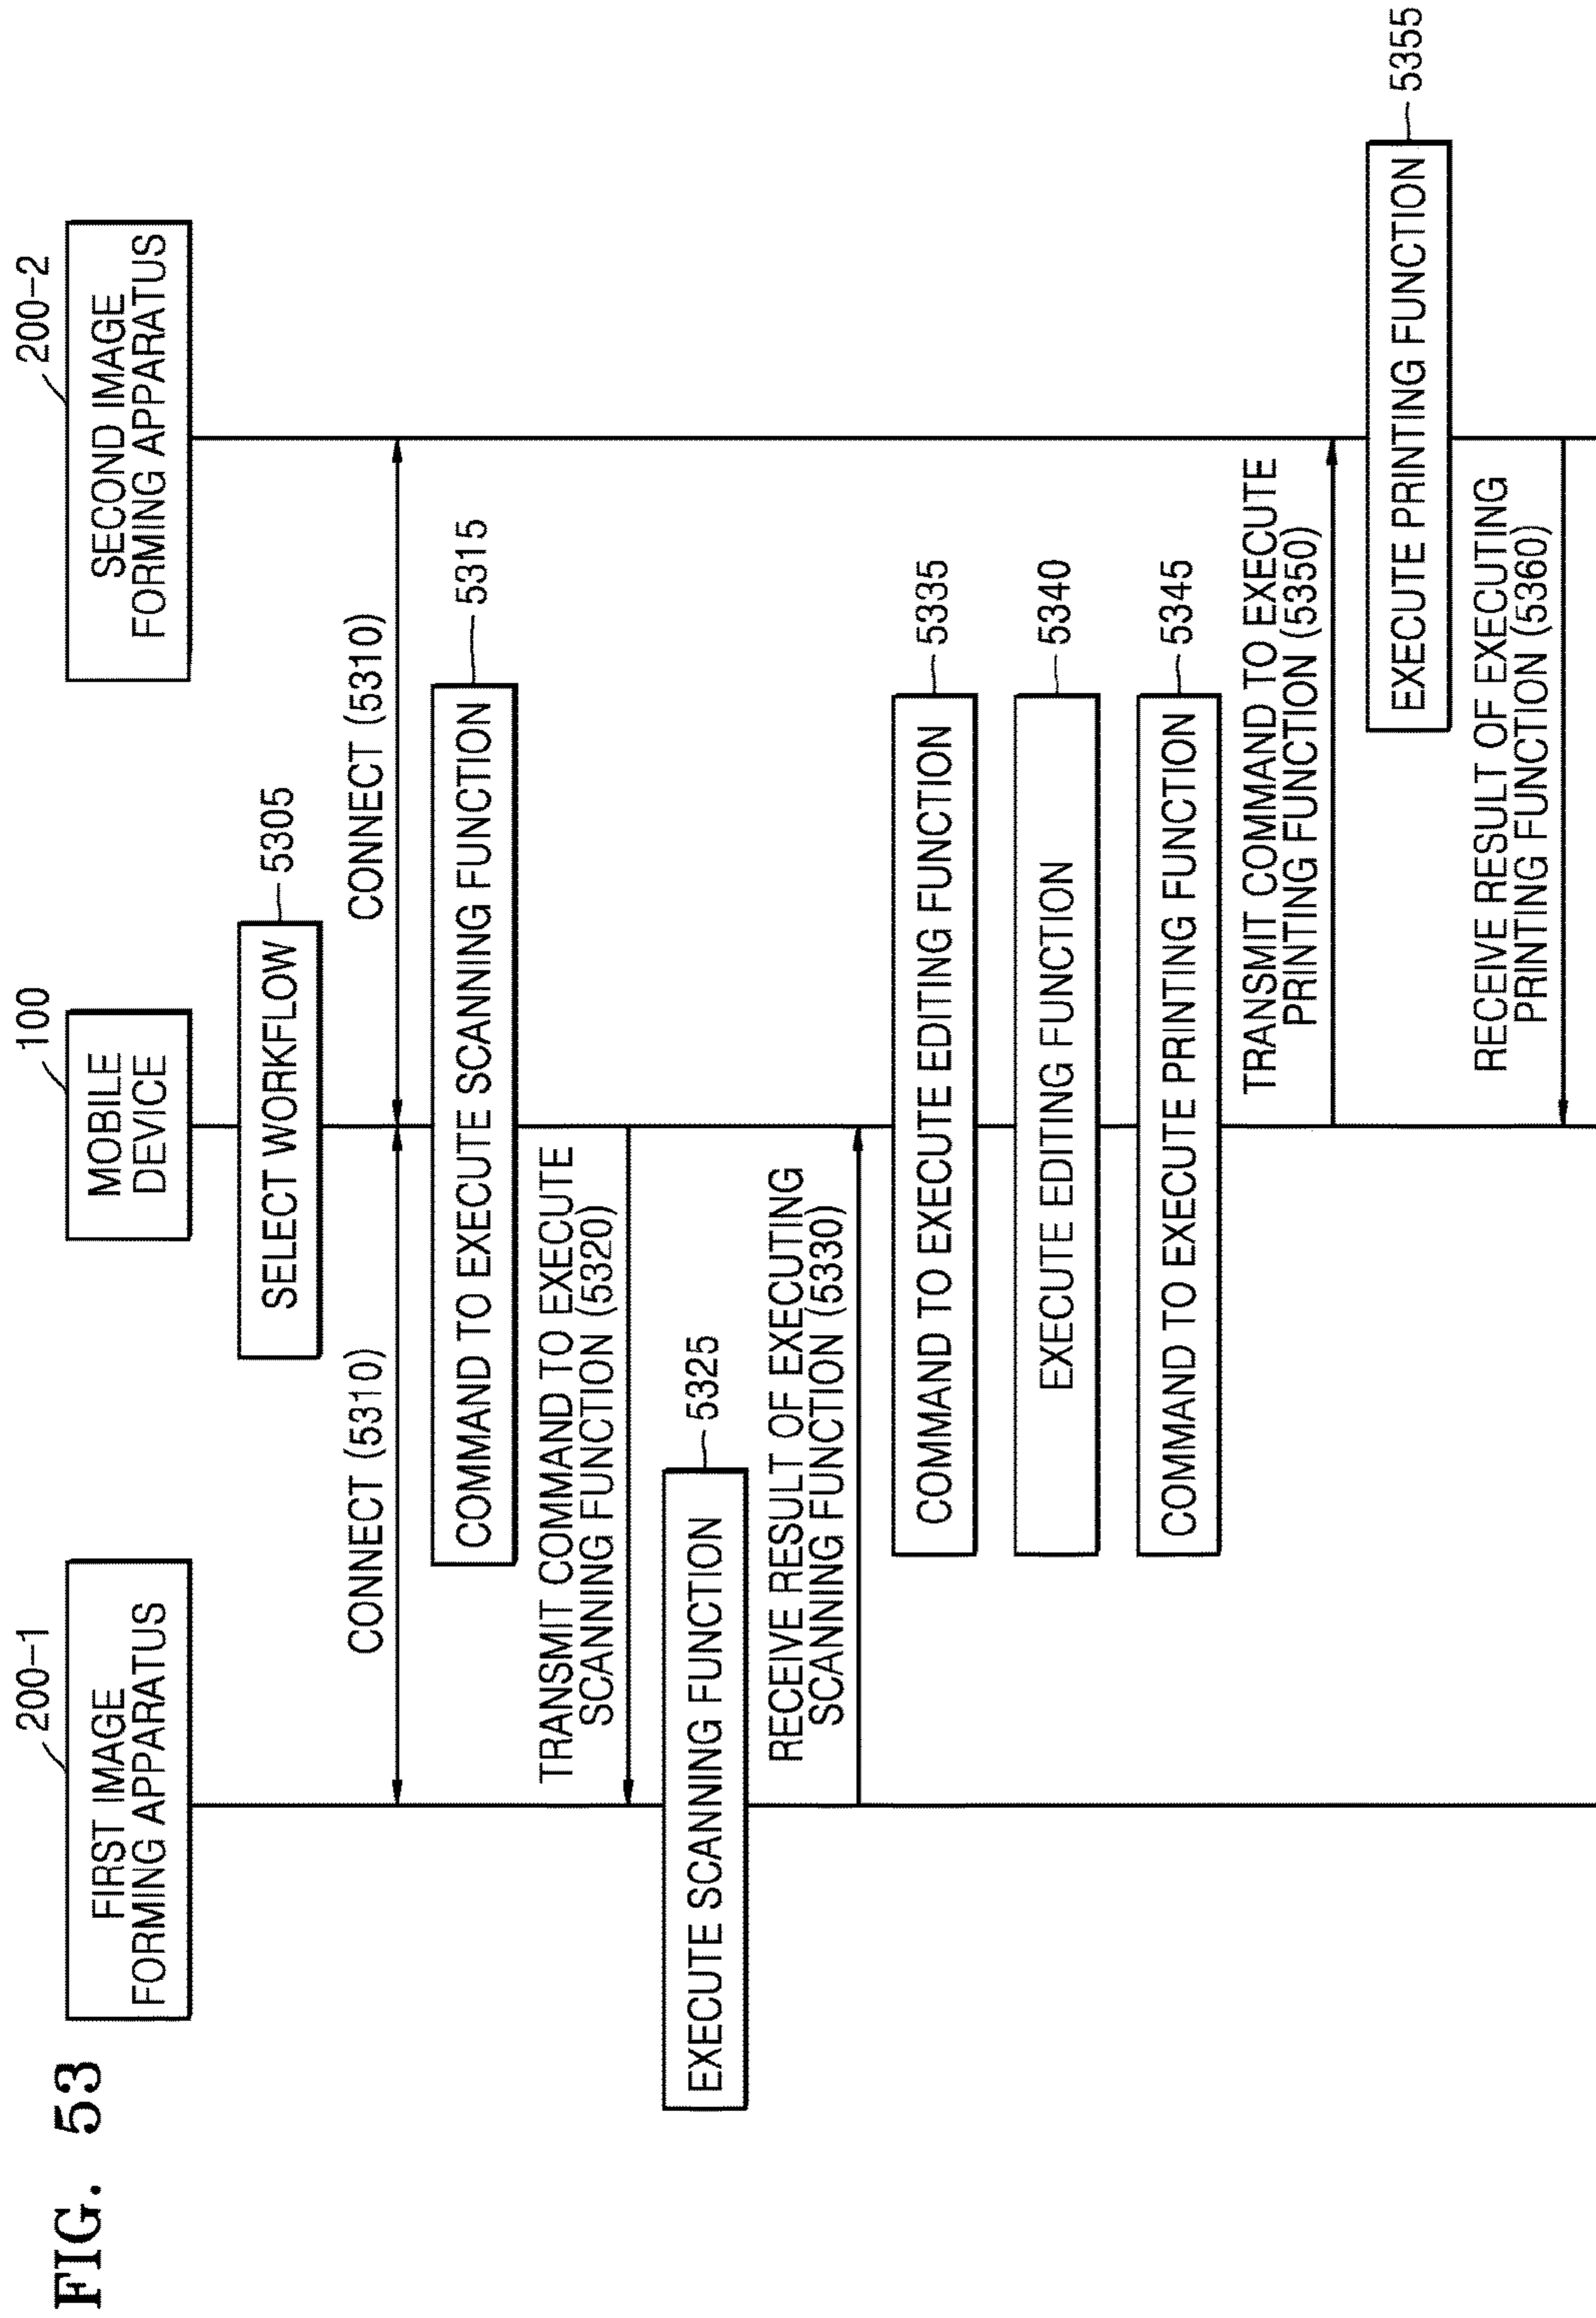 FIG. 53
200-1
FIRST IMAGE
FORMING APPARATUS
100
MOBILE
DEVICE
200-2
SECOND IMAGE
FORMING APPARATUS
SELECT WORKFLOW
5305
CONNECT (5310)
CONNECT (5310)
COMMAND TO EXECUTE SCANNING FUNCTION
5315
TRANSMIT COMMAND TO EXECUTE
SCANNING FUNCTION (5320)
EXECUTE SCANNING FUNCTION
5325
RECEIVE RESULT OF EXECUTING
SCANNING FUNCTION (5330)
COMMAND TO EXECUTE EDITING FUNCTION
5335
EXECUTE EDITING FUNCTION
5340
COMMAND TO EXECUTE PRINTING FUNCTION
5345
TRANSMIT COMMAND TO EXECUTE
PRINTING FUNCTION (5350)
EXECUTE PRINTING FUNCTION
5355
RECEIVE RESULT OF EXECUTING
PRINTING FUNCTION (5360)